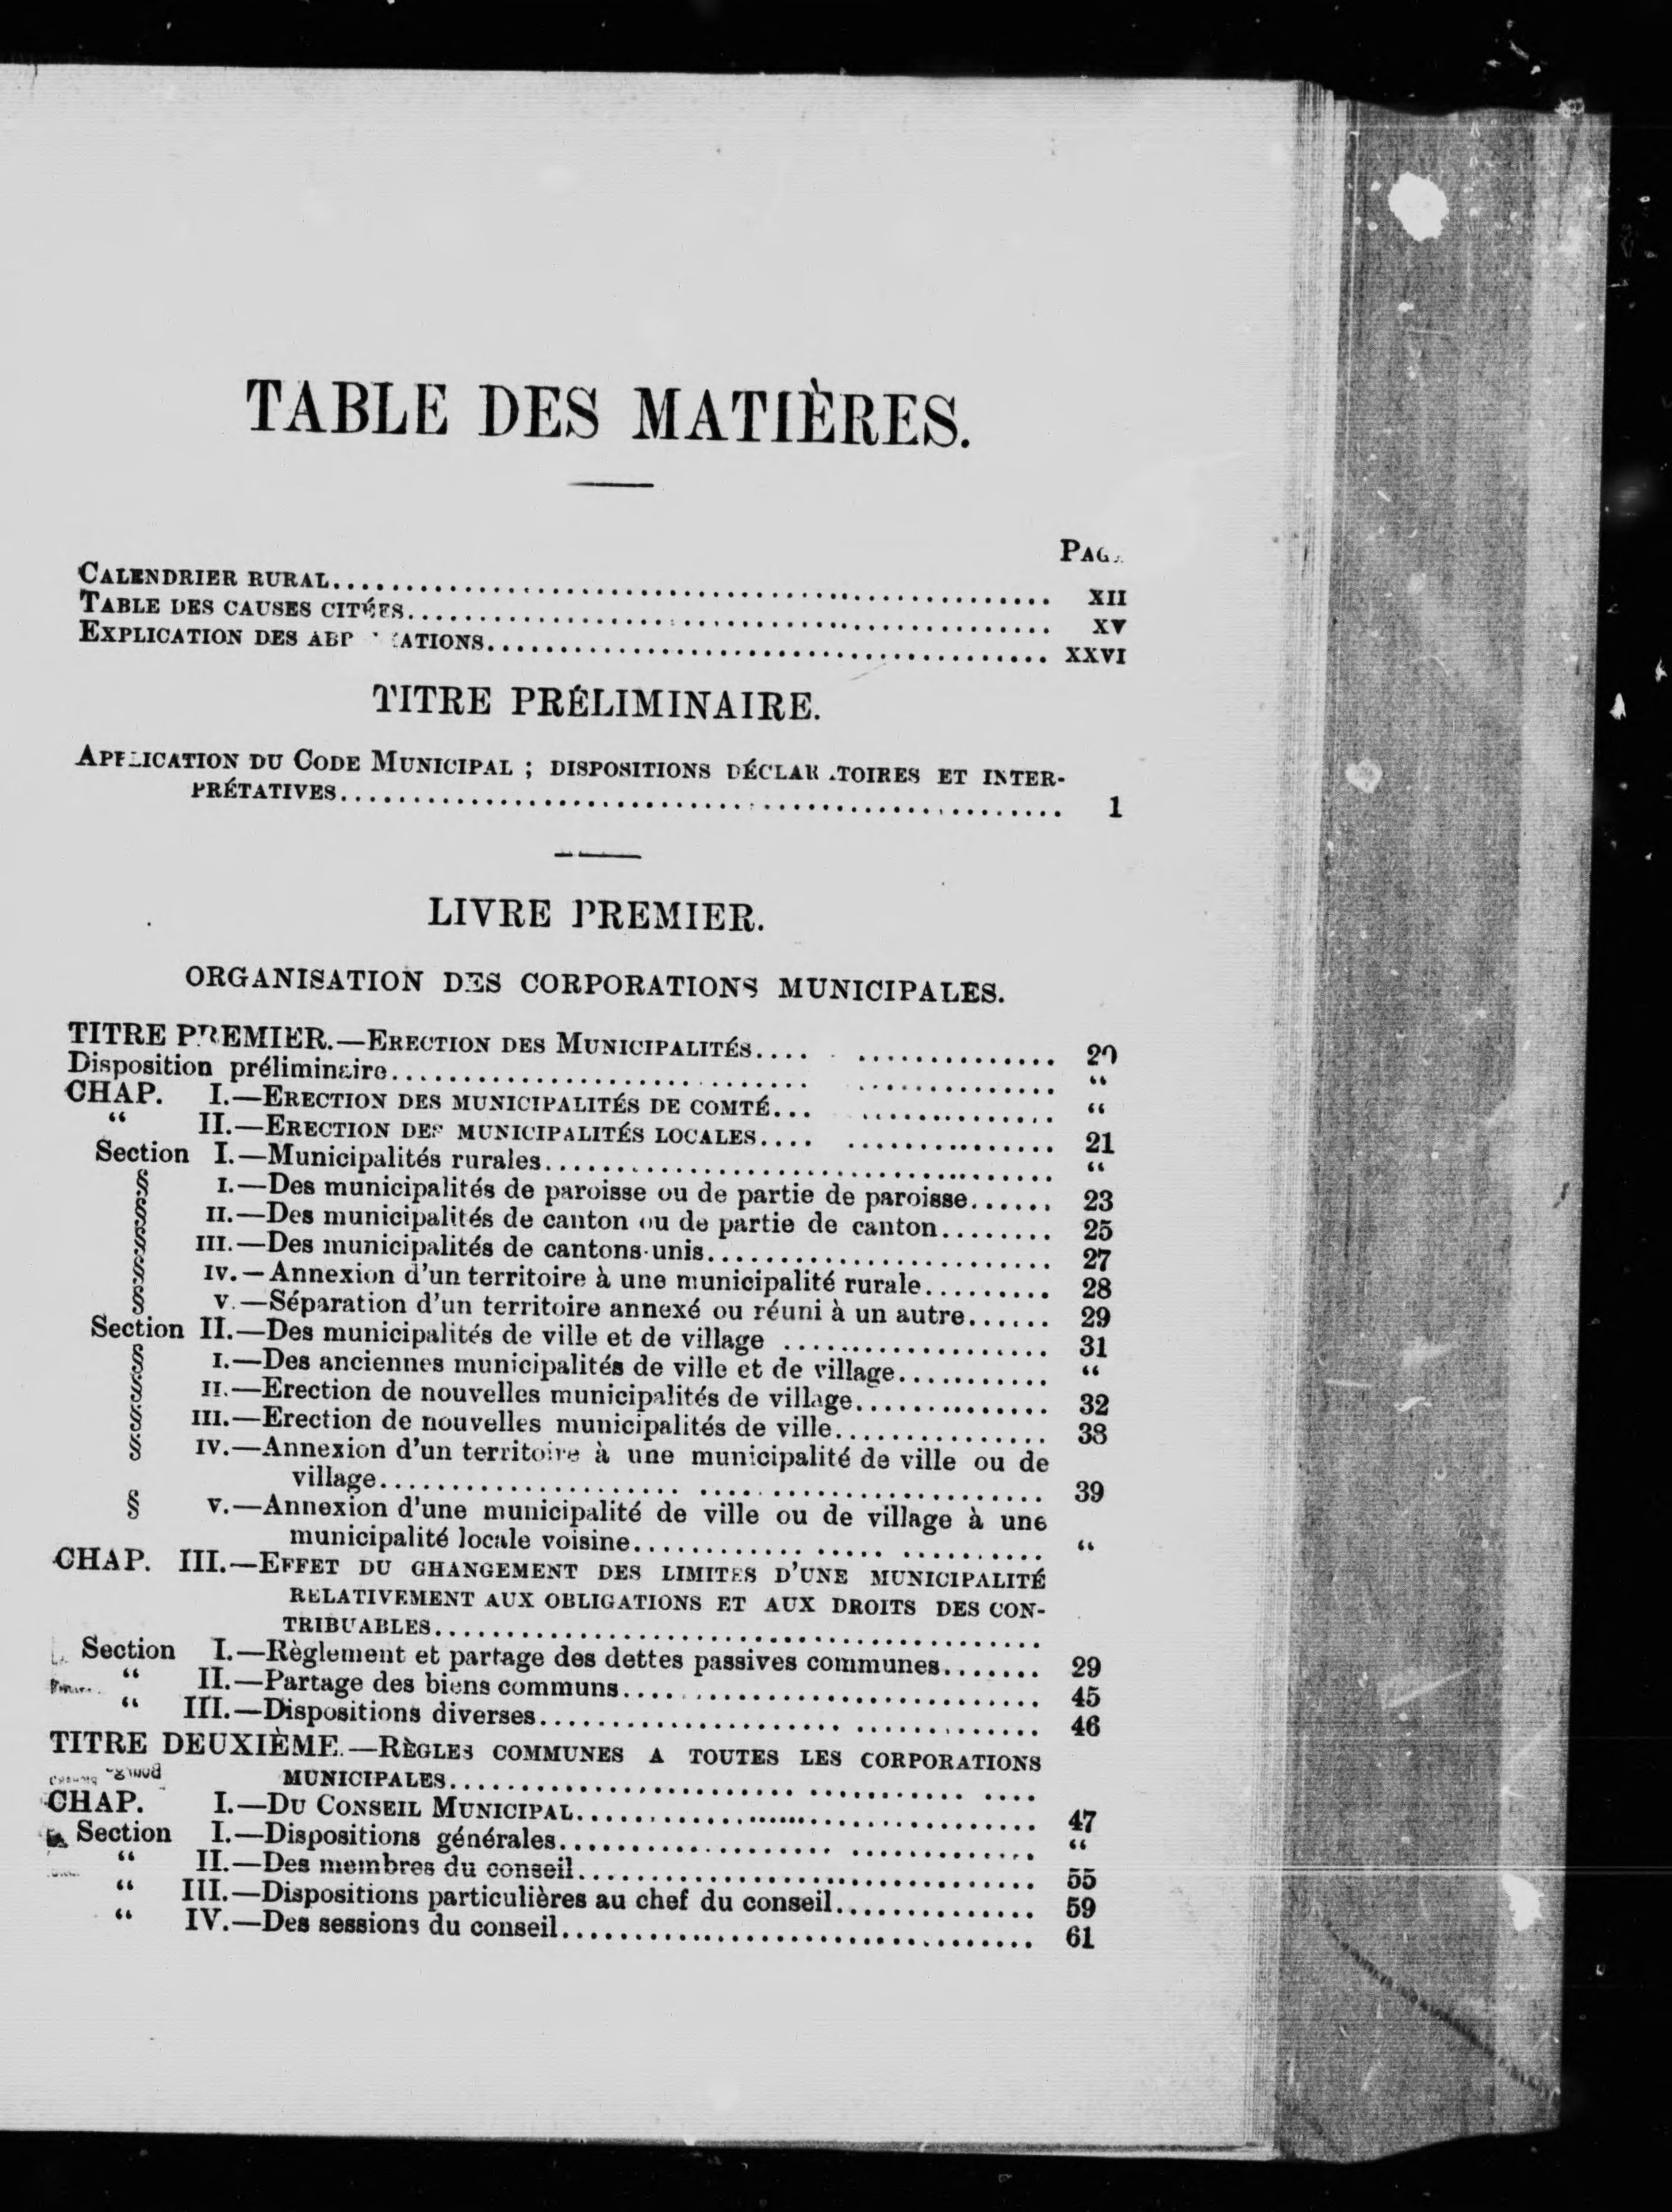 TABLE DES MATIÈRES.
CALENDRIER RURAL.......... XII
TABLE DES CAUSES CITÉES.......... XV
EXPLICATION DES .......... XXVI
TITRE PRÉLIMINAIRE.
APPLICATION DU CODE MUNICIPAL ; DISPOSITIONS DÉCLARATOIRES ET INTER-
PRÉTATIVES.......... 1
LIVRE PREMIER.
ORGANISATION DES CORPORATIONS MUNICIPALES.
TITRE PREMIER.—ERECTION DES MUNICIPALITÉS.......... 20
Disposition préliminaire.......... “
CHAP. I.—ERECTION DES MUNICIPALITÉS DE COMTÉ.......... “
“ II.—ERECTION DES MUNICIPALITÉS LOCALES.......... 21
Section I.—Municipalités rurales.......... “
§ I.—Des municipalités de paroisse ou de partie de paroisse...... 23
§ II.—Des municipalités de canton ou de partie de canton........ 25
§ III.—Des municipalités de cantons-unis.......... 27
§ IV.—Annexion d'un territoire à une municipalité rurale......... 28
§ V.—Séparation d'un territoire annexé ou réuni à un autre...... 29
Section II.—Des municipalités de ville et de village .......... 31
§ I.—Des anciennes municipalités de ville et de village.......... “
§ II.—Erection de nouvelles municipalités de village.......... 32
§ III.—Erection de nouvelles municipalités de ville.......... 38
§ IV.—Annexion d'un territoire à une municipalité de ville ou de
village.......... 39
§ V.—Annexion d'une municipalité de ville ou de village à une
municipalité locale voisine.......... “
CHAP. III.—EFFET DU GHANGEMENT DES LIMITES D'UNE MUNICIPALITÉ
RELATIVEMENT AUX OBLIGATIONS ET AUX DROITS DES CON-
TRIBUABLES..........
Section I.—Règlement et partage des dettes passives communes....... 29
“ II.—Partage des biens communs.......... 45
“ III.—Dispositions diverses.......... 46
TITRE DEUXIÈME.—RÈGLES COMMUNES A TOUTES LES CORPORATIONS
MUNICIPALES..........
CHAP. I.—DU CONSEIL MUNICIPAL.......... 47
Section I.—Dispositions générales.......... “
“ II.—Des membres du conseil.......... 55
“ III.—Dispositions particulières au chef du conseil.......... 59
“ IV.—Des sessions du conseil.......... 61